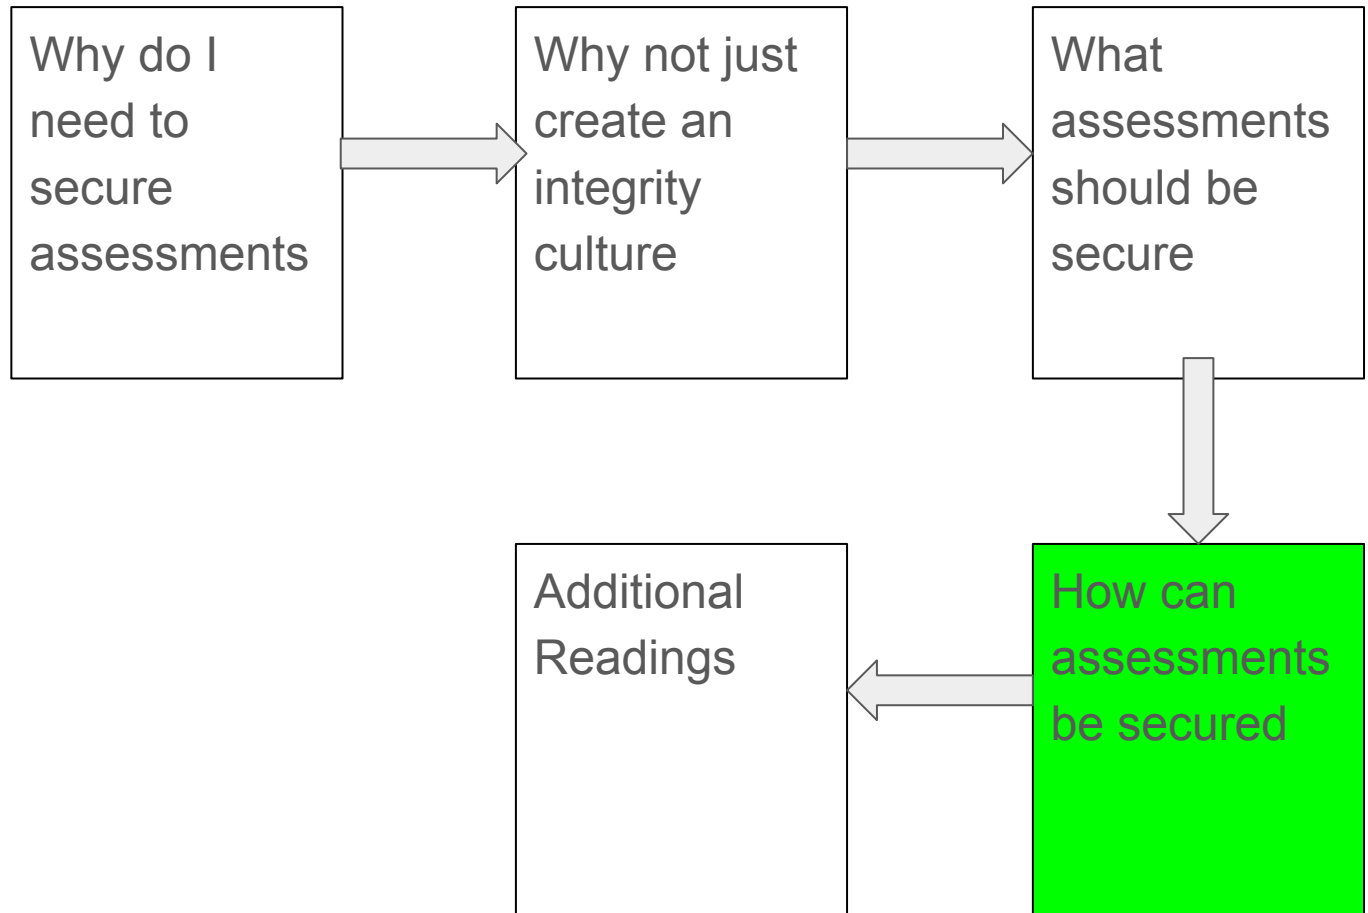 Why do I
need to
secure
assessments
Why not just
create an
integrity
culture
What
assessments
should be
secure
How can
assessments
be secured
Additional
Readings